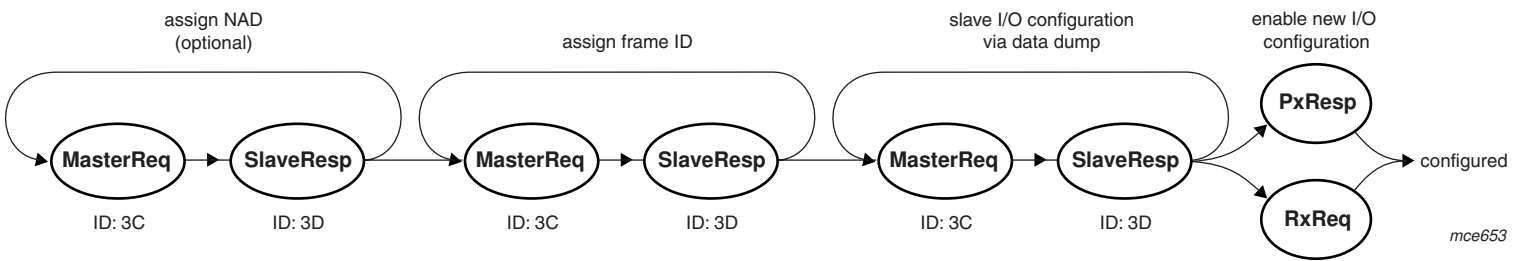 assign NAD
(optional)
assign frame ID
slave I/O configuration
via data dump
enable new I/O
configuration
MasterReq
SlaveResp
MasterReq
SlaveResp
MasterReq
SlaveResp
PxResp
RxReq
configured
ID: 3C
ID: 3D
ID: 3C
ID: 3D
ID: 3C
ID: 3D
mce653